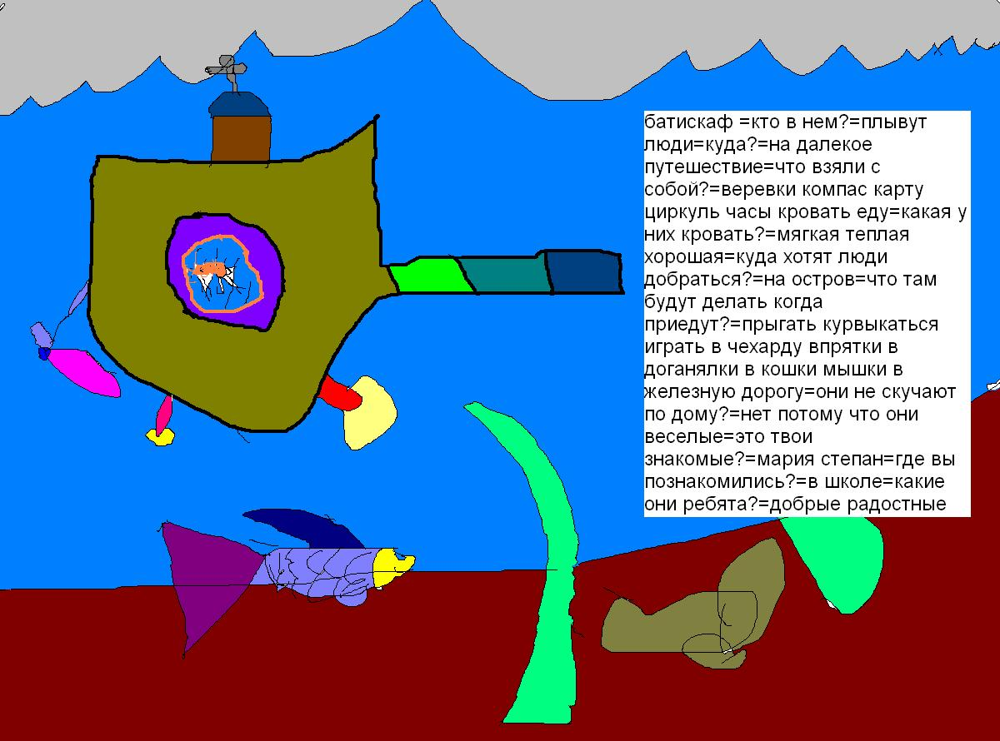 батискаф =кто в нем?=плывут
люди=куда?=на далекое
путешествие=что взяли с
собой?=веревки компас карту
циркуль часы кровать еду=какая у
них кровать?=мягкая теплая
хорошая=куда хотят люди
добраться?=на остров=что там
будут делать когда
приедут?=прыгать курвыкаться
играть в чехарду впрятки в
доганялки в кошки мышки в
железную дорогу=они не скучают
по дому?=нет потому что они
веселые=это твои
знакомые?=мария степан=где вы
познакомились?=в школе=какие
они ребята?=добрые радостные